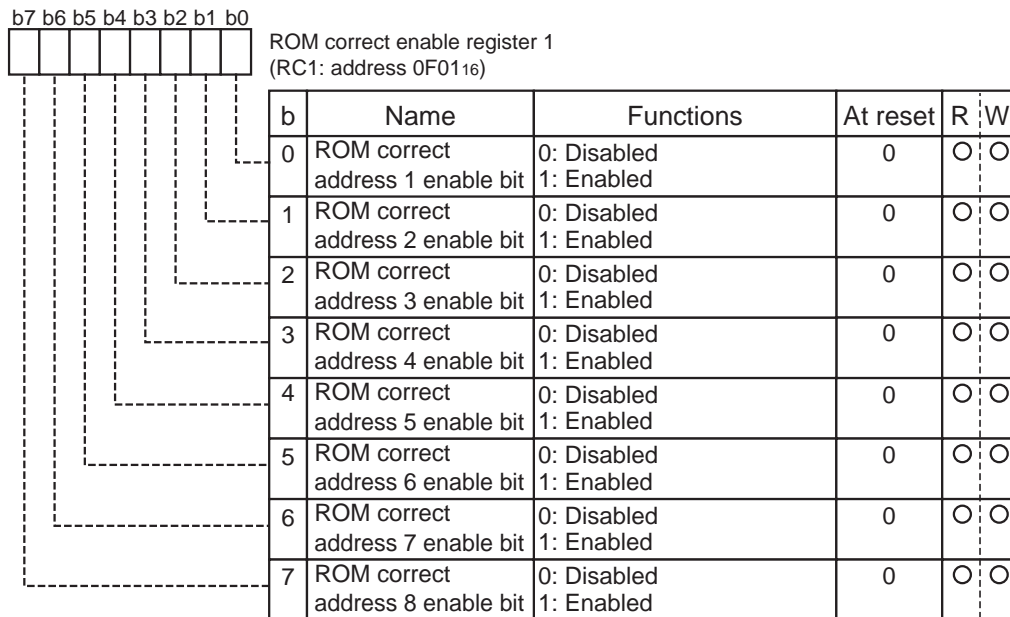 b7 b6 b5 b4 b3 b2 b1 b0
ROM correct enable register 1
(RC1: address 0F0116)
b Name Functions At reset R W
0 ROM correct 0: Disabled 0 O O
address 1 enable bit 1: Enabled
1 ROM correct 0: Disabled 0 O O
address 2 enable bit 1: Enabled
2 ROM correct 0: Disabled 0 O O
address 3 enable bit 1: Enabled
3 ROM correct 0: Disabled 0 O O
address 4 enable bit 1: Enabled
4 ROM correct 0: Disabled 0 O O
address 5 enable bit 1: Enabled
5 ROM correct 0: Disabled 0 O O
address 6 enable bit 1: Enabled
6 ROM correct 0: Disabled 0 O O
address 7 enable bit 1: Enabled
7 ROM correct 0: Disabled 0 O O
address 8 enable bit 1: Enabled